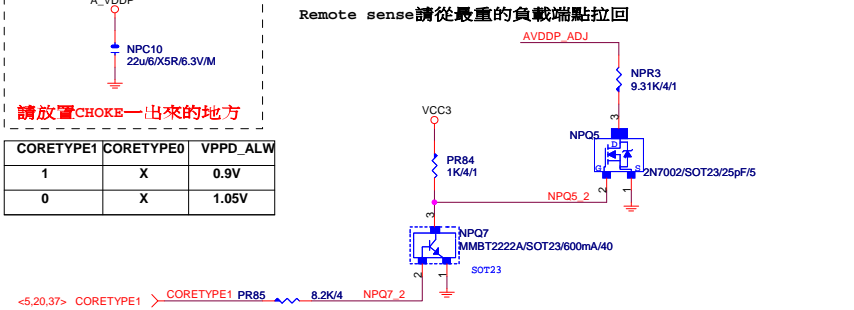 A_VDDP
Remote sense請從最重的負載端點拉回
AVDDP_ADJ
NPC10
22u/6/X5R/6.3V/M
NPR3
9.31K/4/1
請放置CHOKE一出來的地方
VCC3
3
NPQ5
D
G
S
2N7002/SOT23/25pF/5
2
1
CORETYPE1 CORETYPE0 VPPD_ALW
1 X 0.9V
0 X 1.05V
PR84
1K/4/1
NPQ5_2
3
NPQ7
MMBT2222A/SOT23/600mA/40
SOT23
2
1
<5,20,37> CORETYPE1
CORETYPE1 PR85 8.2K/4 NPQ7_2